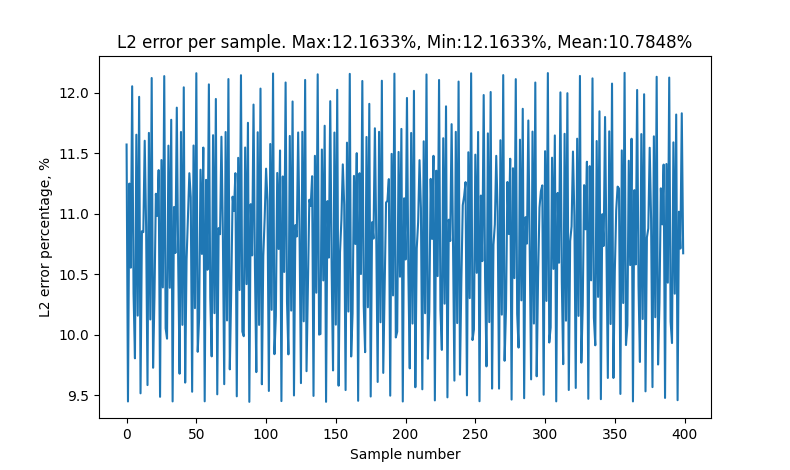 L2 error per sample. Max:12.1633%, Min:12.1633%, Mean:10.7848%
L2 error percentage, %
12.0
11.5
11.0
10.5
10.0
9.5
0 50 100 150 200 250 300 350 400
Sample number